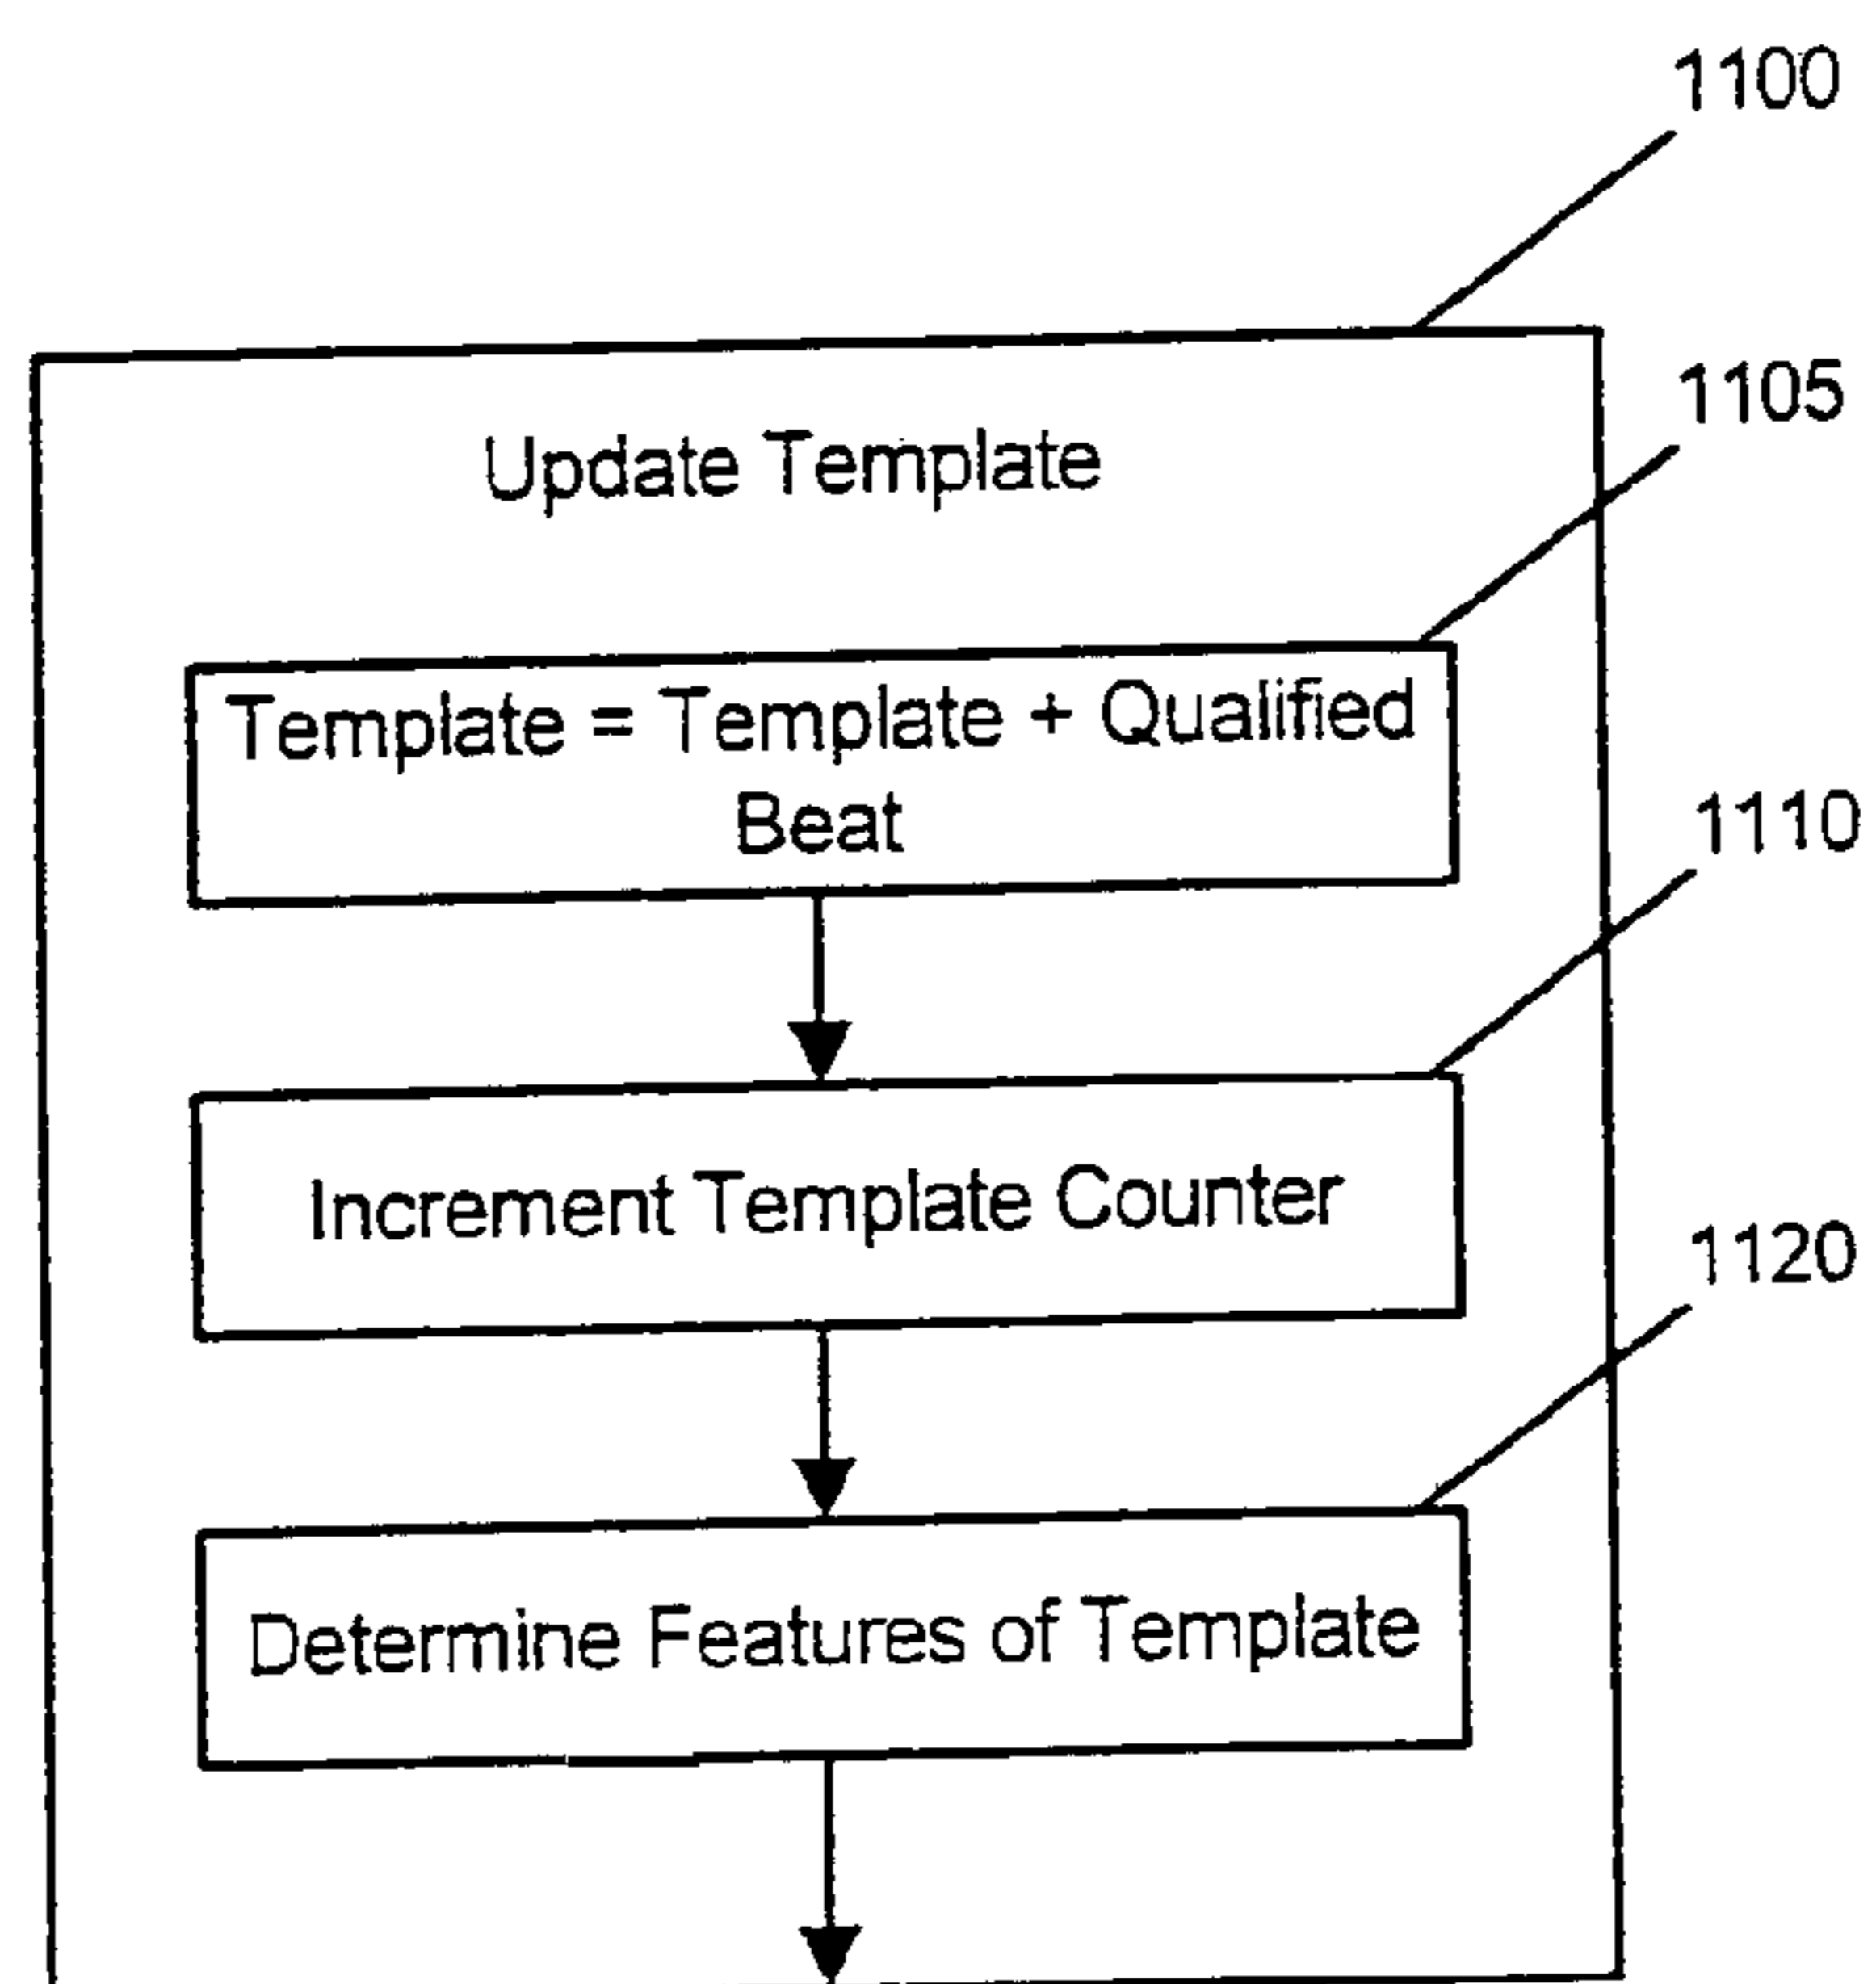 1100
Update Template
1105
Template = Template + Qualified
Beat
1110
Increment Template Counter
1120
Determine Features of Template